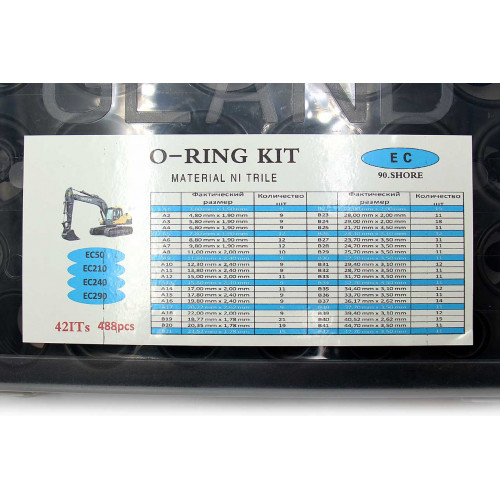 O-RING KIT
MATERIAL NI TRILE
E C
90.SHORE
Фактический размер Количество шт Фактический размер Количество шт
A2 4,80 mm x 1,90 mm 9 B23 28,00 mm x 2,00 mm 11
A3 5,80 mm x 1,90 mm 9 B24 29,00 mm x 2,00 mm 18
A4 6,80 mm x 1,90 mm B25 21,70 mm x 3,50 mm 11
A6 8,80 mm x 1,90 mm 12 B27 23,70 mm x 3,50 mm 11
A7 9,80 mm x 1,90 mm 12 B28 24,70 mm x 3,50 mm 11
A8 11,00 mm x 2,40 mm 10 B29 25,70 mm x 3,50 mm 11
A10 12,30 mm x 2,40 mm 9 B31 29,40 mm x 3,10 mm 12
A11 13,80 mm x 2,40 mm 9 B32 28,70 mm x 3,50 mm 11
A12 15,00 mm x 2,40 mm 11 B33 29,70 mm x 3,50 mm 11
A14 17,00 mm x 2,40 mm 11 B35 34,40 mm x 3,10 mm 12
A15 17,80 mm x 2,40 mm 9 B36 33,70 mm x 3,50 mm 11
A16 19,80 mm x 2,40 mm 9 B37 36,17 mm x 2,62 mm 14
A18 22,00 mm x 2,40 mm 9 B39 39,40 mm x 3,10 mm 12
B19 18,77 mm x 1,78 mm 21 B40 40,52 mm x 2,62 mm 15
B20 20,35 mm x 1,78 mm 19 B41 44,70 mm x 3,50 mm 11
EC50
EC210
EC240
EC290
42ITs 488pcs